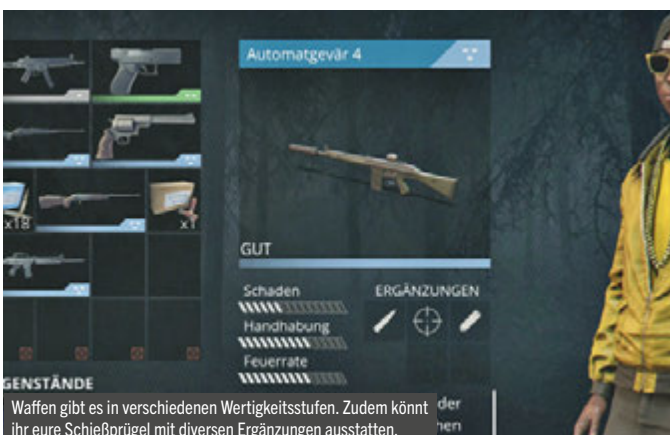 Automatgevär 4
x18
x1
GUT
Schaden
ERGÄNZUNGEN
Handhabung
Feuerrate
GENSTÄNDE
der
hen
Waffen gibt es in verschiedenen Wertigkeitsstufen. Zudem könnt
ihr eure Schießprügel mit diversen Ergänzungen ausstatten.